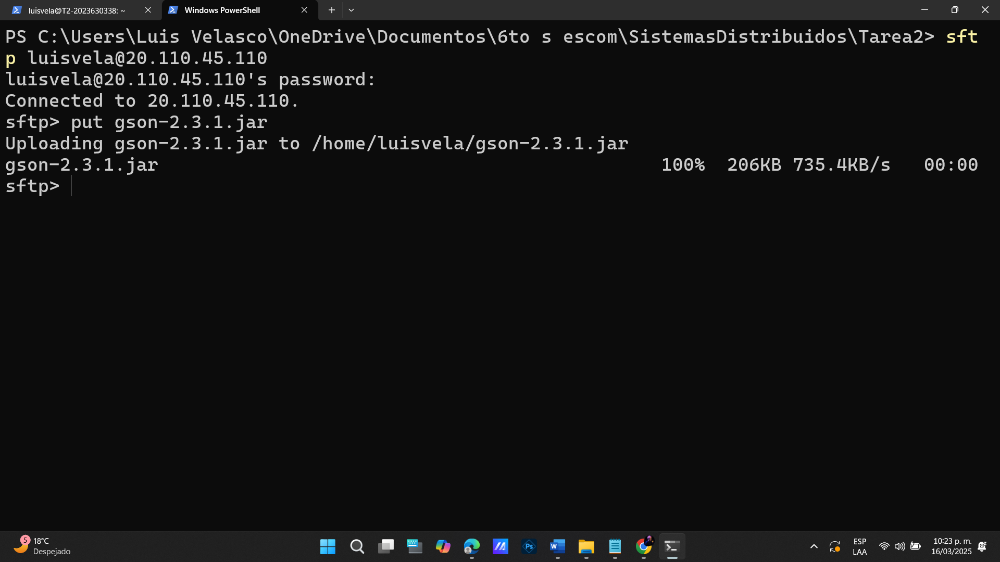 luisvela@T2-2023630338: ~
Windows PowerShell
PS C:\Users\Luis Velasco\OneDrive\Documentos\6to s escom\SistemasDistribuidos\Tarea2> sft
p luisvela@20.110.45.110
luisvela@20.110.45.110's password:
Connected to 20.110.45.110.
sftp> put gson-2.3.1.jar
Uploading gson-2.3.1.jar to /home/luisvela/gson-2.3.1.jar
gson-2.3.1.jar 100% 206KB 735.4KB/s 00:00
sftp>
5
18°C
Despejado
Ps
W
ESP
LAA
10:23 p. m.
16/03/2025